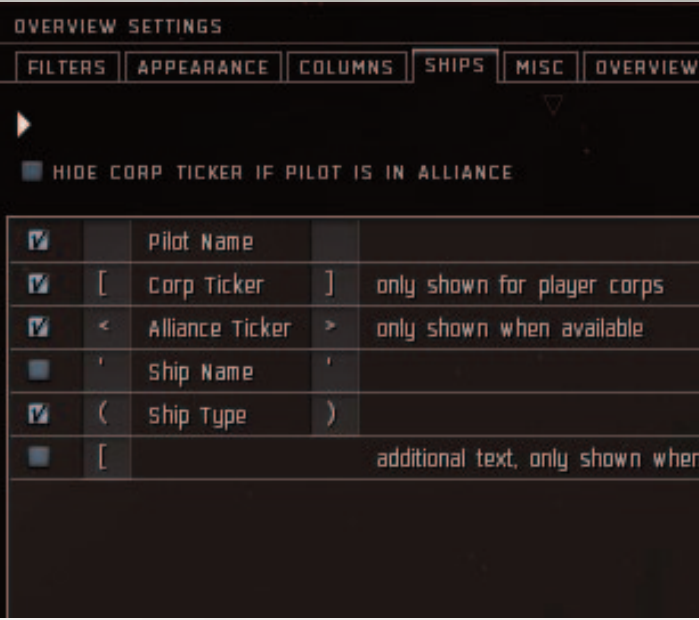 OVERVIEW SETTINGS
FILTERS APPEARANCE COLUMNS SHIPS MISC OVERVIEW
HIDE CORP TICKER IF PILOT IS IN ALLIANCE
Pilot Name
[ Corp Ticker ] only shown for player corps
< Alliance Ticker > only shown when available
' Ship Name '
( Ship Type )
[ additional text, only shown when